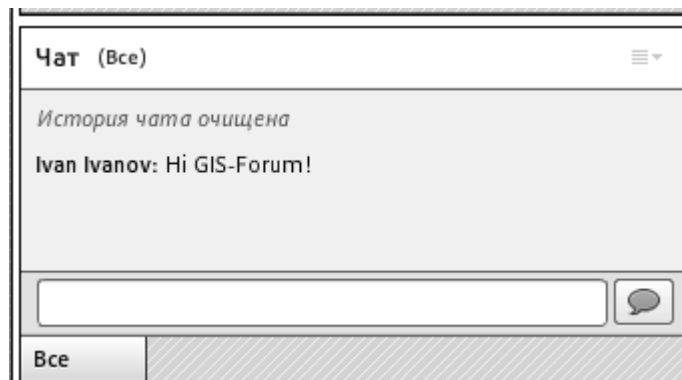 Чат (Все)
История чата очищена
Ivan Ivanov: Hi GIS-Forum!
Все